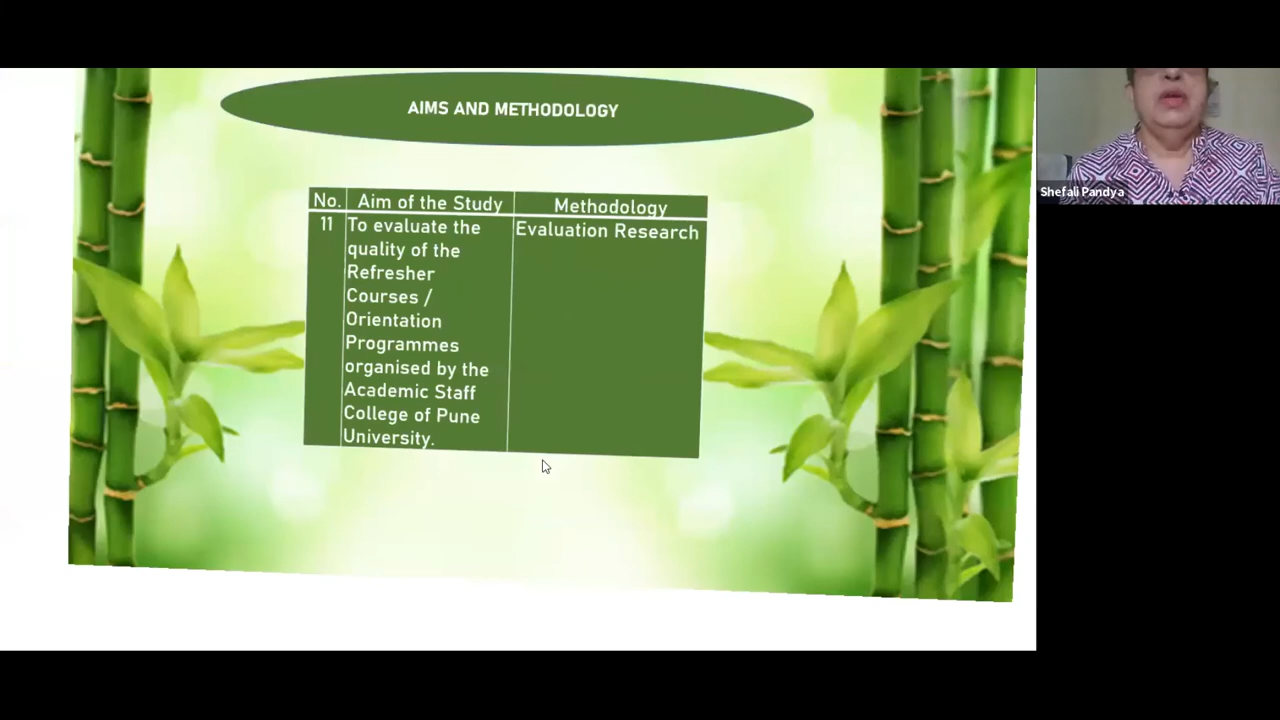 AIMS AND METHODOLOGY
No. Aim of the Study Methodology
11 To evaluate the Evaluation Research
quality of the
Refresher
Courses /
Orientation
Programmes
organised by the
Academic Staff
College of Pune
University.
Shefali Pandya